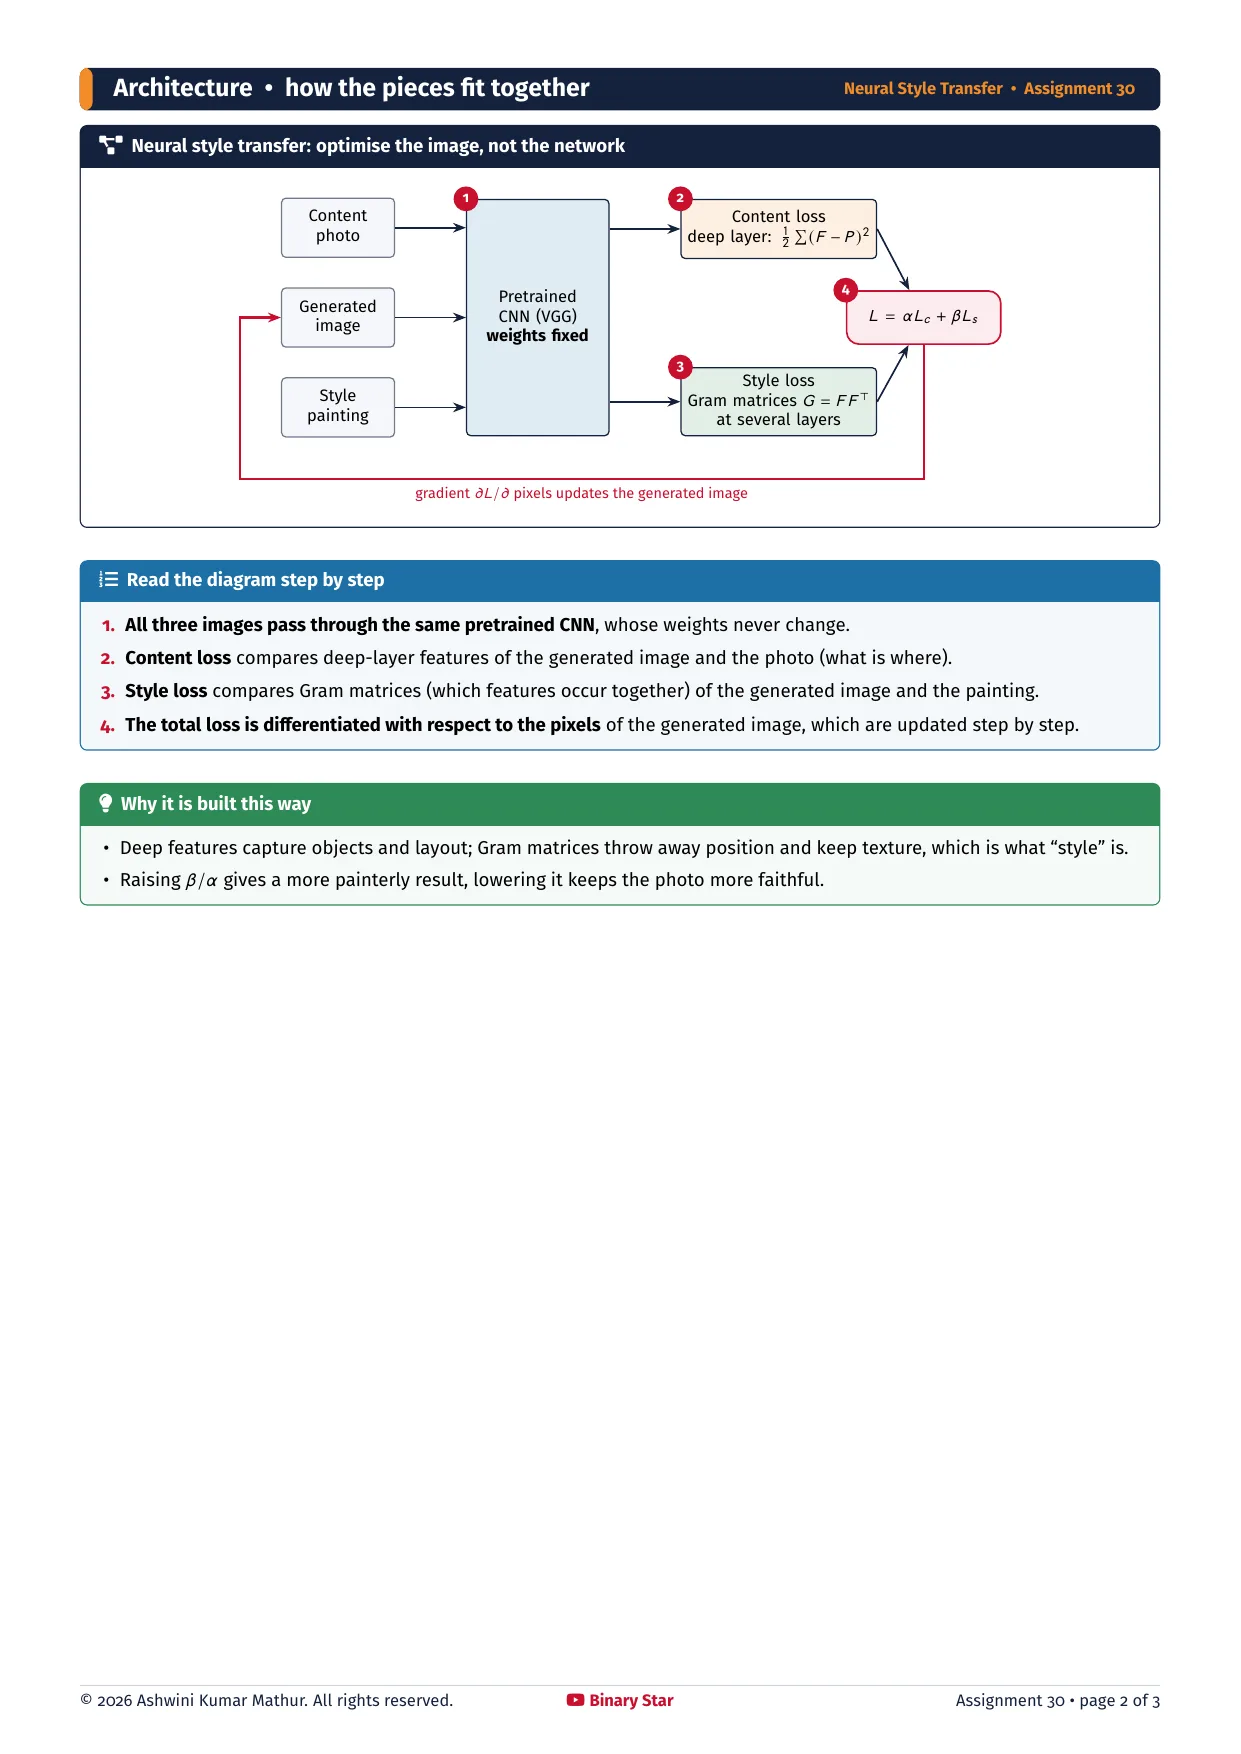 Architecture • how the pieces fit together
Neural Style Transfer • Assignment 30
Neural style transfer: optimise the image, not the network
Content
photo
Generated
image
Style
painting
1
Pretrained
CNN (VGG)
weights fixed
2
Content loss
deep layer: ½ ∑(F − P)²
3
Style loss
Gram matrices G = FF⊤
at several layers
4
L = αL_c + βL_s
gradient ∂L/∂ pixels updates the generated image
Read the diagram step by step
1. All three images pass through the same pretrained CNN, whose weights never change.
2. Content loss compares deep-layer features of the generated image and the photo (what is where).
3. Style loss compares Gram matrices (which features occur together) of the generated image and the painting.
4. The total loss is differentiated with respect to the pixels of the generated image, which are updated step by step.
Why it is built this way
• Deep features capture objects and layout; Gram matrices throw away position and keep texture, which is what “style” is.
• Raising β/α gives a more painterly result, lowering it keeps the photo more faithful.
© 2026 Ashwini Kumar Mathur. All rights reserved.
Binary Star
Assignment 30 • page 2 of 3